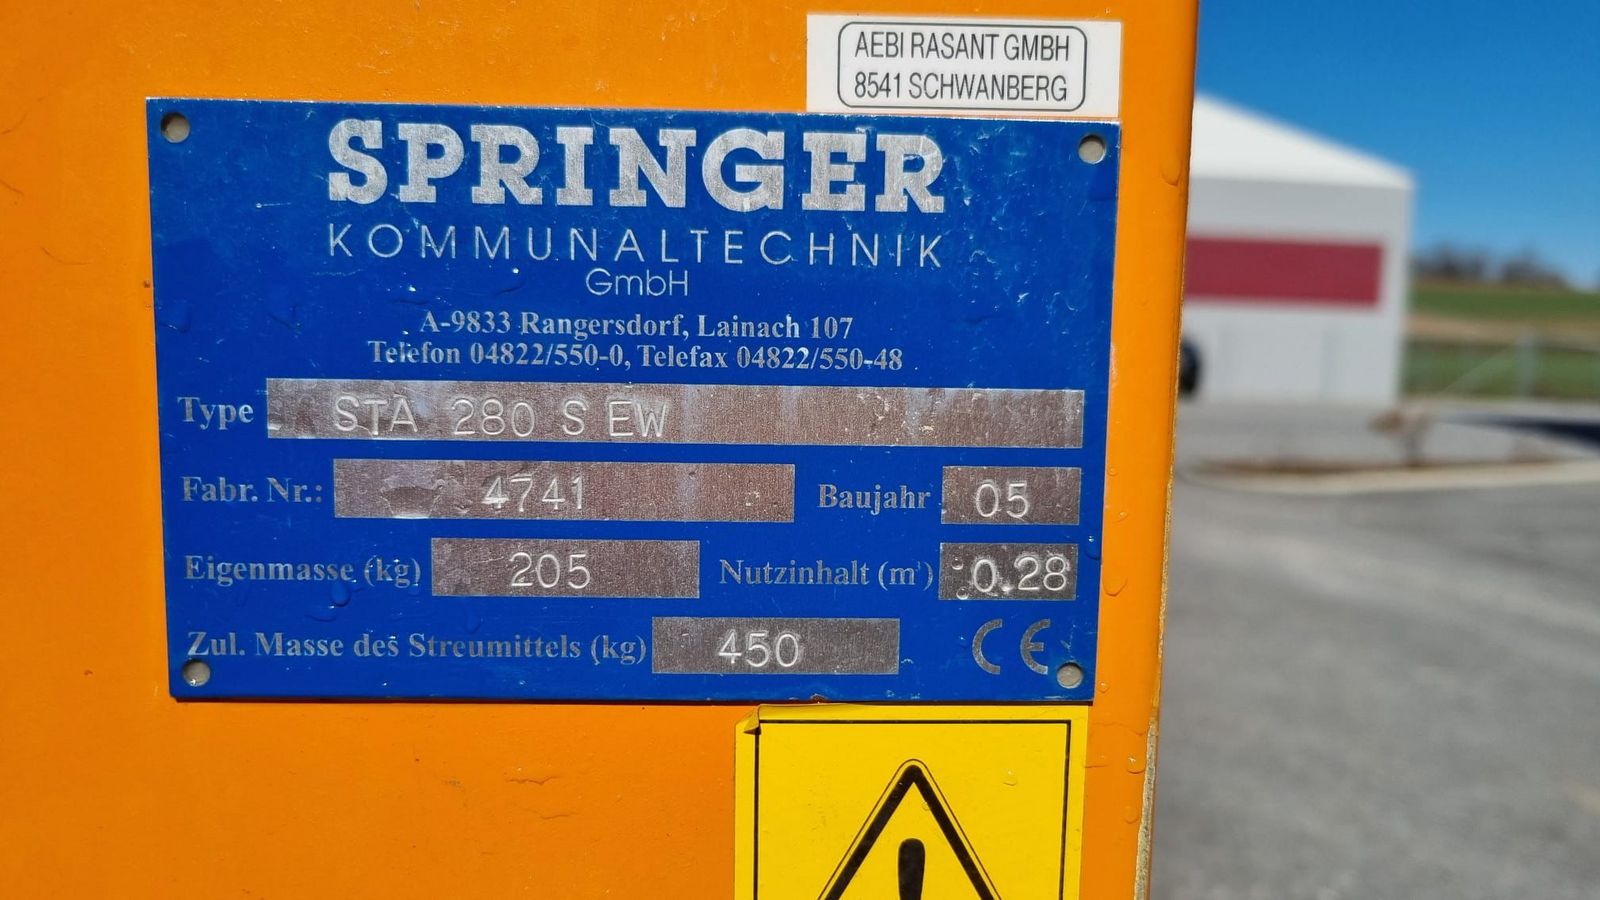 AEBI RASANT GMBH
8541 SCHWANBERG
SPRINGER
KOMMUNALTECHNIK
GmbH
A-9833 Rangersdorf, Lainach 107
Telefon 04822/550-0, Telefax 04822/550-48
Type STA 280 S EW
Fabr. Nr.: 4741 Baujahr 05
Eigenmasse (kg) 205 Nutzinhalt (m³) 0.28
Zul. Masse des Streumittels (kg) 450 CE